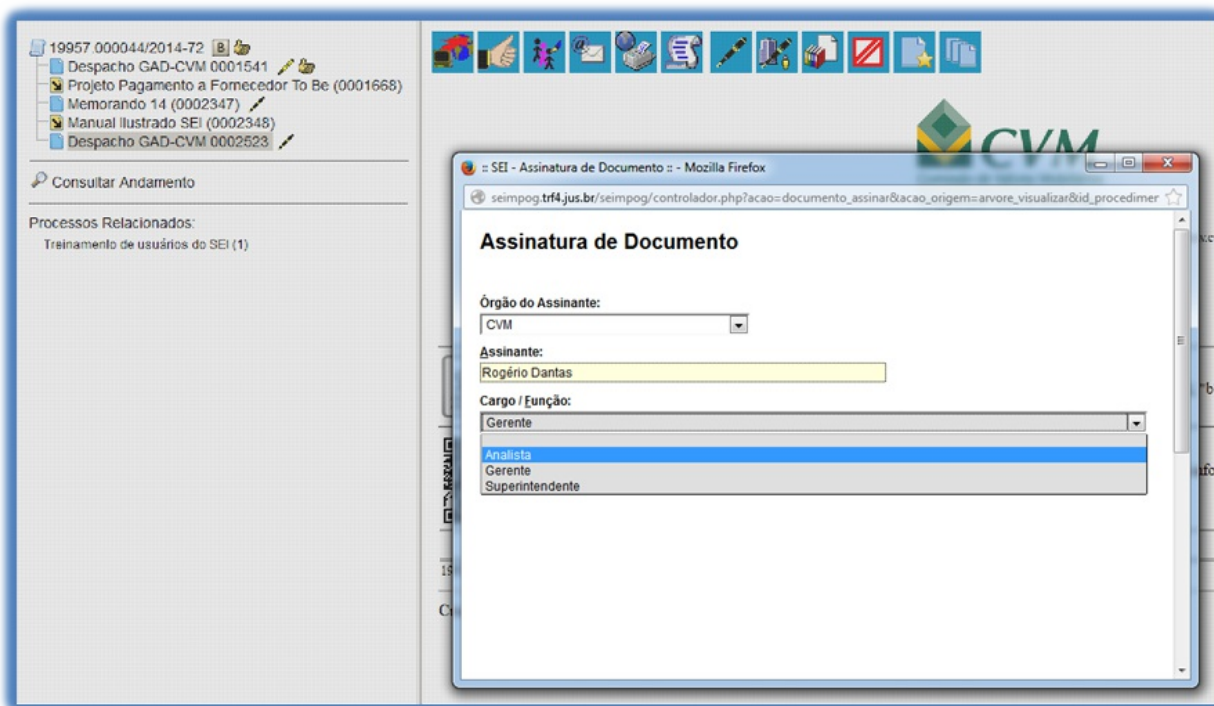 19957.000044/2014-72 B
Despacho GAD-CVM 0001541
Projeto Pagamento a Fornecedor To Be (0001668)
Memorando 14 (0002347)
Manual Ilustrado SEI (0002348)
Despacho GAD-CVM 0002523
Consultar Andamento
Processos Relacionados:
Treinamento de usuários do SEI (1)
CVM
:: SEI - Assinatura de Documento :: - Mozilla Firefox
seimpog.trf4.jus.br/seimpog/controlador.php?acao=documento_assinar&acao_origem=arvore_visualizar&id_procedimer
Assinatura de Documento
Órgão do Assinante:
CVM
Assinante:
Rogério Dantas
Cargo / Função:
Gerente
Analista
Gerente
Superintendente